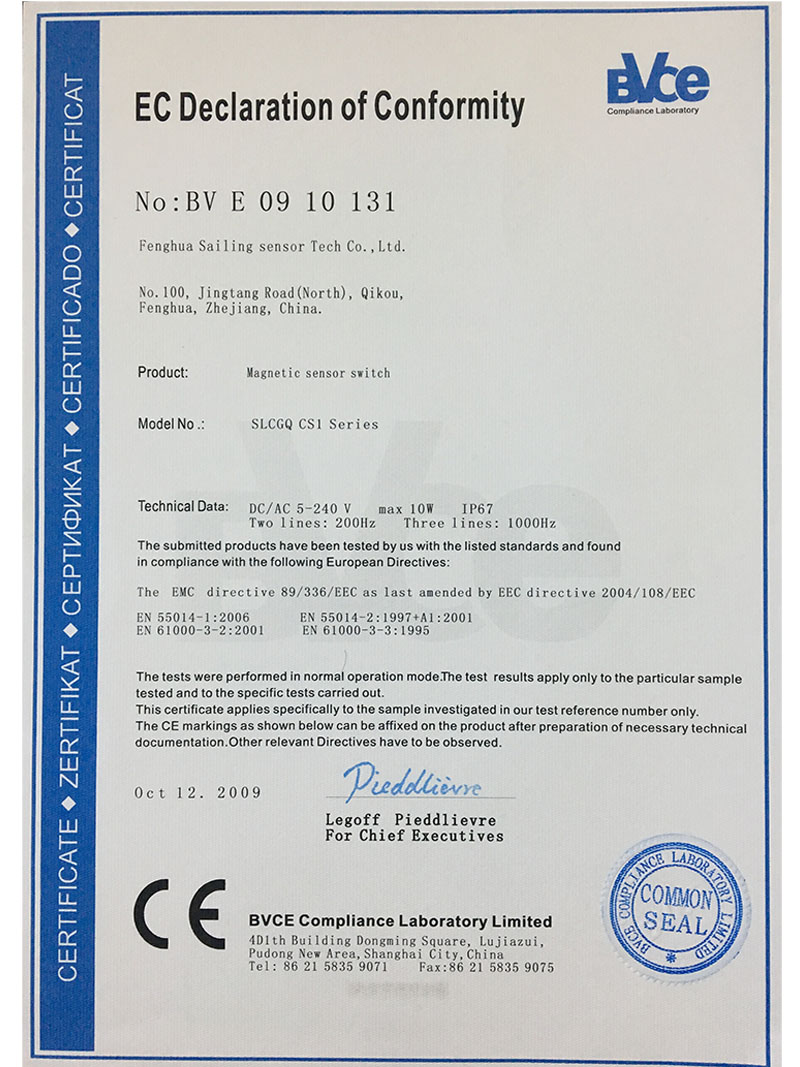 BVce
Compliance Laboratory
EC Declaration of Conformity
No:BV E 09 10 131
Fenghua Sailing sensor Tech Co.,Ltd.
No.100, Jingtang Road(North), Qikou,
Fenghua, Zhejiang, China.
Product: Magnetic sensor switch
Model No.: SLCGQ CS1 Series
Technical Data: DC/AC 5-240 V max 10W IP67
Two lines: 200Hz Three lines: 1000Hz
The submitted products have been tested by us with the listed standards and found
in compliance with the following European Directives:
The EMC directive 89/336/EEC as last amended by EEC directive 2004/108/EEC
EN 55014-1:2006 EN 55014-2:1997+A1:2001
EN 61000-3-2:2001 EN 61000-3-3:1995
The tests were performed in normal operation mode.The test results apply only to the particular sample
tested and to the specific tests carried out.
This certificate applies specifically to the sample investigated in our test reference number only.
The CE markings as shown below can be affixed on the product after preparation of necessary technical
documentation.Other relevant Directives have to be observed.
Oct 12. 2009
Pieddlièvre
Legoff Pieddlievre
For Chief Executives
CE
BVCE Compliance Laboratory Limited
4D1th Building Dongming Square, Lujiazui,
Pudong New Area, Shanghai City, China
Tel: 86 21 5835 9071 Fax:86 21 5835 9075
BVCE COMPLIANCE LABORATORY LIMITED
COMMON
SEAL
CERTIFICATE ◆ ZERTIFIKAT ◆ СЕРТИФИКАТ ◆ CERTIFICADO ◆ CERTIFICAT